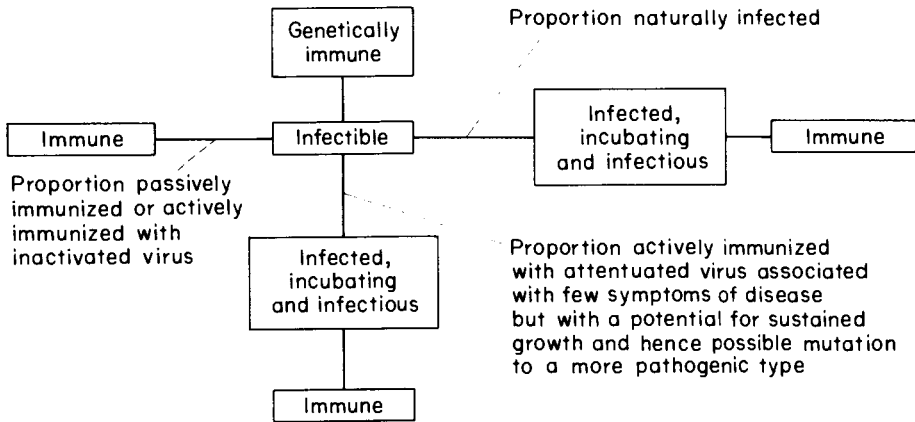 Proportion naturally infected
Genetically
immune
Immune
Infectible
Infected,
incubating
and infectious
Immune
Proportion passively
immunized or actively
immunized with
inactivated virus
Infected,
incubating
and infectious
Proportion actively immunized
with attentuated virus associated
with few symptoms of disease
but with a potential for sustained
growth and hence possible mutation
to a more pathogenic type
Immune